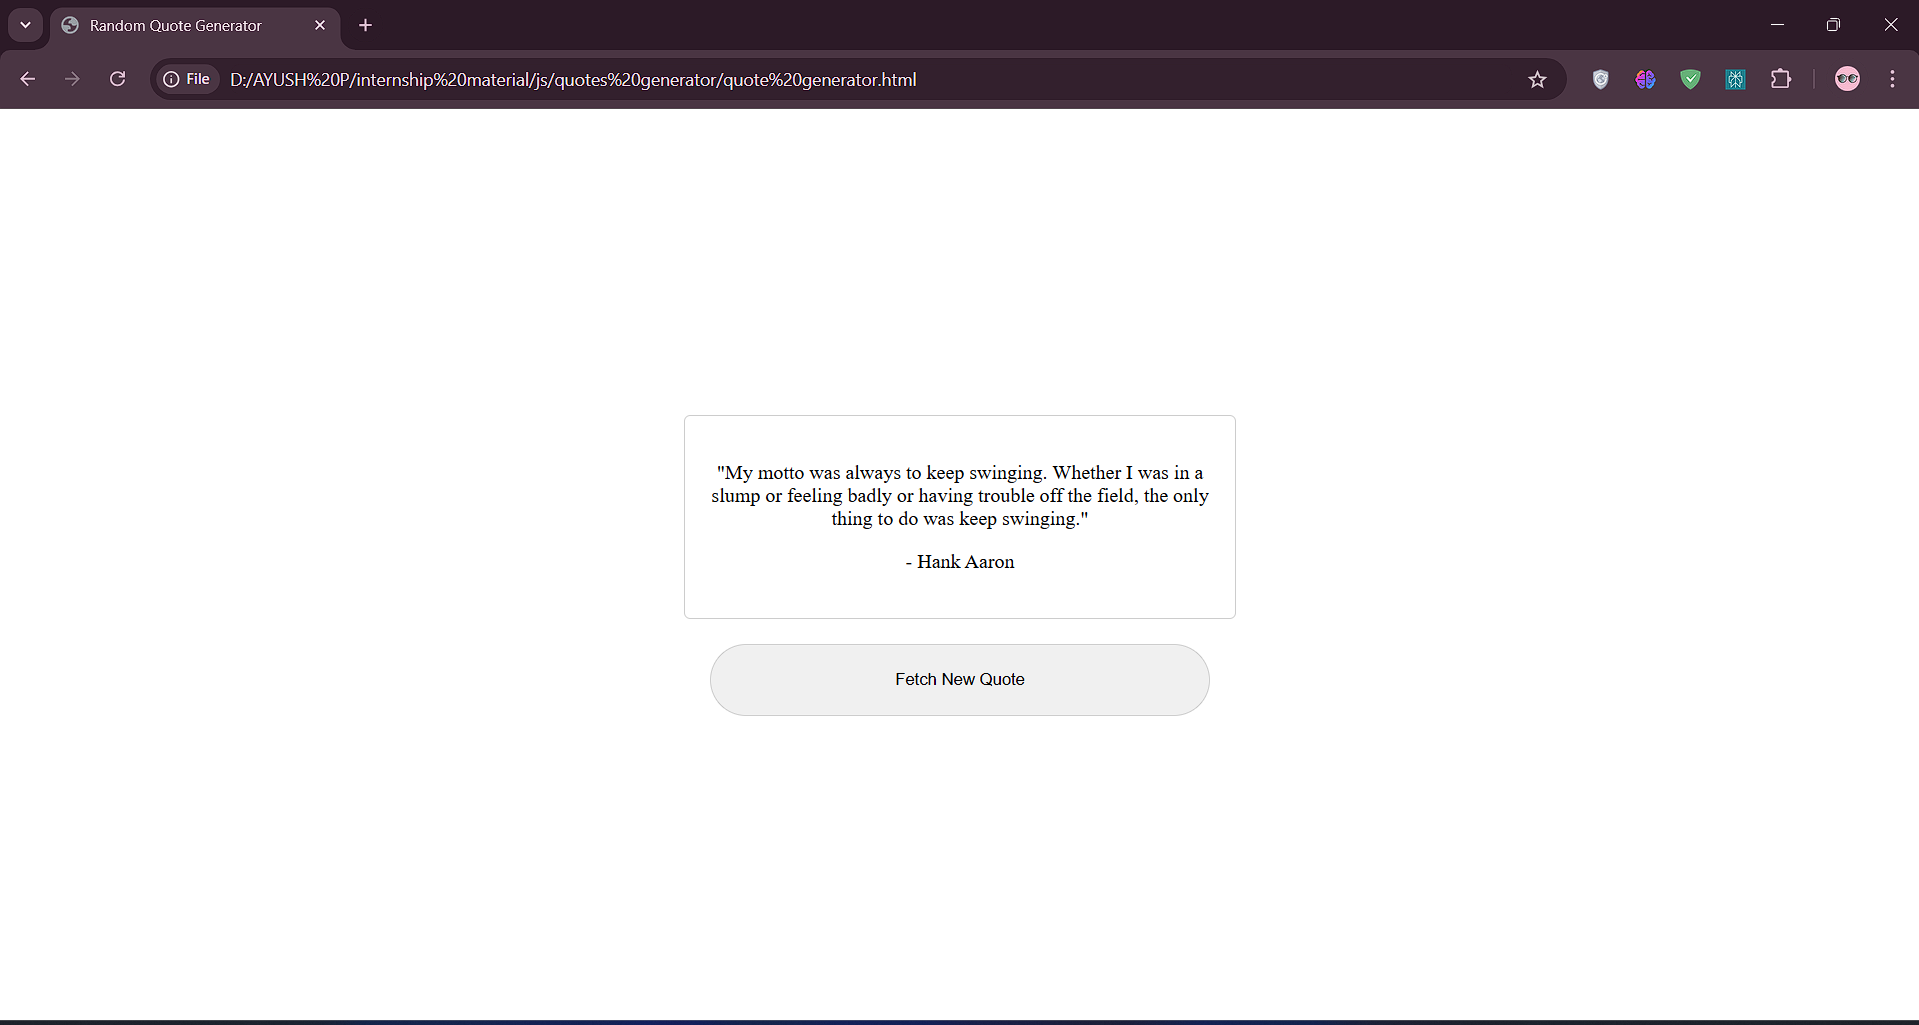 Random Quote Generator
File D:/AYUSH%20P/internship%20material/js/quotes%20generator/quote%20generator.html
"My motto was always to keep swinging. Whether I was in a
slump or feeling badly or having trouble off the field, the only
thing to do was keep swinging."
- Hank Aaron
Fetch New Quote